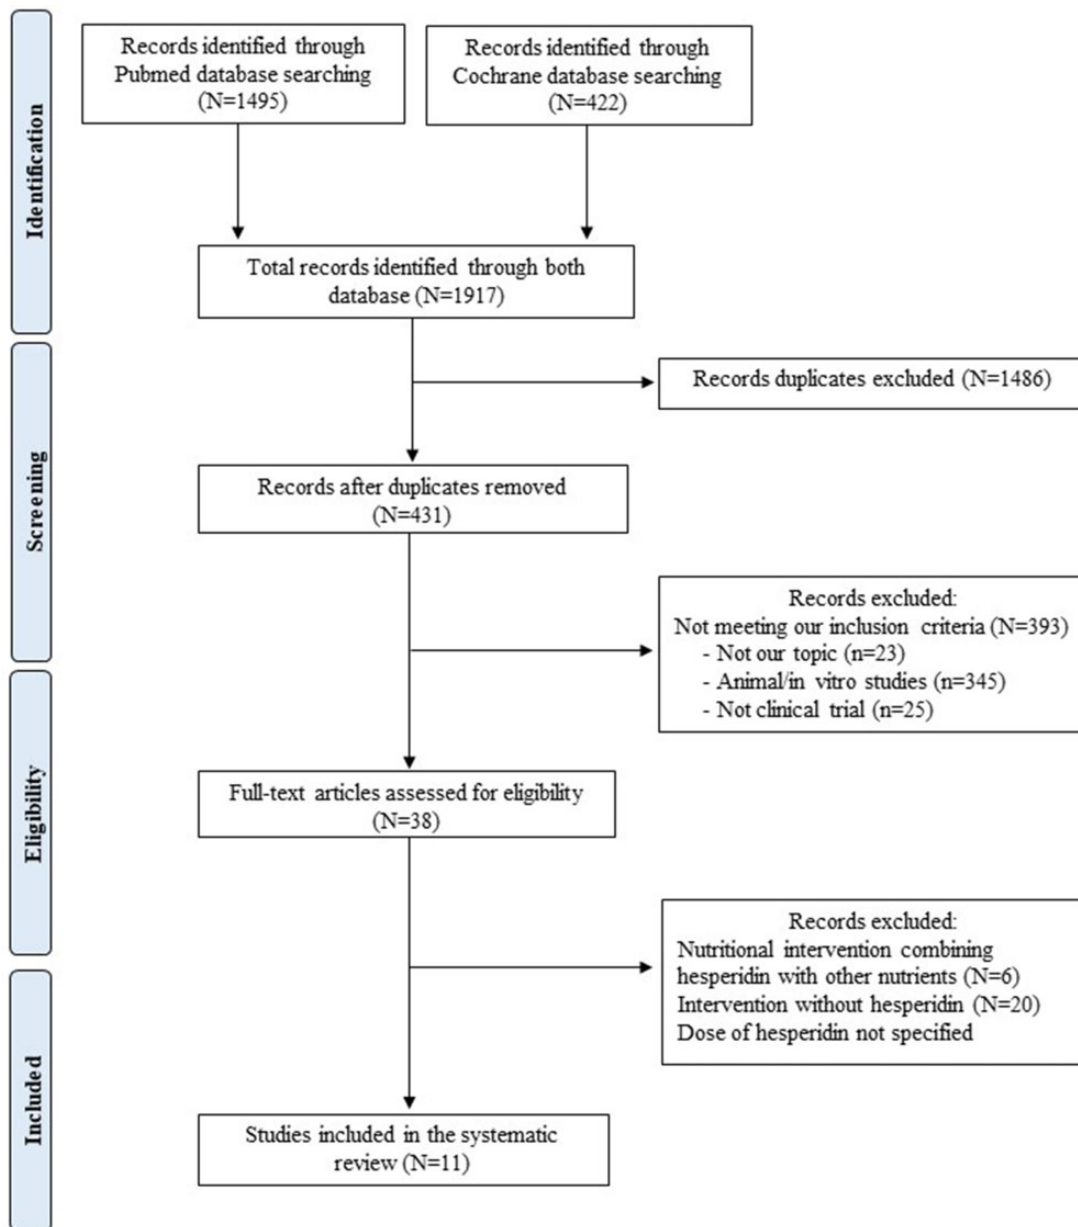 Identification
Records identified through
Pubmed database searching
(N=1495)
Records identified through
Cochrane database searching
(N=422)
Total records identified through both
database (N=1917)
Screening
Records duplicates excluded (N=1486)
Records after duplicates removed
(N=431)
Records excluded:
Not meeting our inclusion criteria (N=393)
- Not our topic (n=23)
- Animal/in vitro studies (n=345)
- Not clinical trial (n=25)
Eligibility
Full-text articles assessed for eligibility
(N=38)
Records excluded:
Nutritional intervention combining
hesperidin with other nutrients (N=6)
Intervention without hesperidin (N=20)
Dose of hesperidin not specified
Included
Studies included in the systematic
review (N=11)